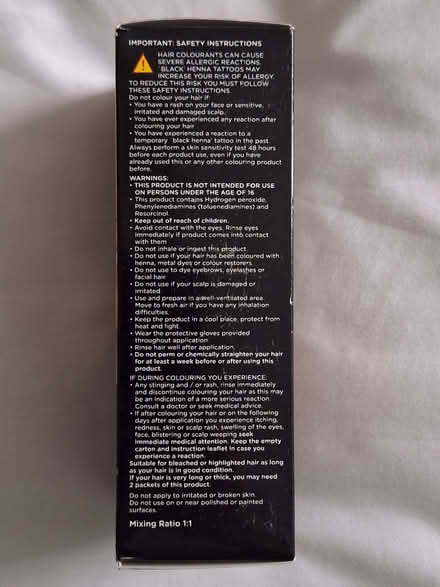 IMPORTANT: SAFETY INSTRUCTIONS
HAIR COLOURANTS CAN CAUSE
SEVERE ALLERGIC REACTIONS.
'BLACK' HENNA TATTOOS MAY
INCREASE YOUR RISK OF ALLERGY.
TO REDUCE THIS RISK YOU MUST FOLLOW
THESE SAFETY INSTRUCTIONS.
Do not colour your hair if:
• You have a rash on your face or sensitive,
irritated and damaged scalp.
• You have ever experienced any reaction after
colouring your hair
• You have experienced a reaction to a
temporary 'black henna' tattoo in the past.
Always perform a skin sensitivity test 48 hours
before each product use, even if you have
already used this or any other colouring product
before.
WARNINGS:
• THIS PRODUCT IS NOT INTENDED FOR USE
ON PERSONS UNDER THE AGE OF 16
• This product contains Hydrogen peroxide,
Phenylenediamines (toluenediamines) and
Resorcinol.
• Keep out of reach of children.
• Avoid contact with the eyes. Rinse eyes
immediately if product comes into contact
with them
• Do not inhale or ingest this product.
• Do not use if your hair has been coloured with
henna, metal dyes or colour restorers.
• Do not use to dye eyebrows, eyelashes or
facial hair
• Do not use if your scalp is damaged or
irritated
• Use and prepare in a well-ventilated area.
Move to fresh air if you have any inhalation
difficulties.
• Keep the product in a cool place, protect from
heat and light.
• Wear the protective gloves provided
throughout application
• Rinse hair well after application.
• Do not perm or chemically straighten your hair
for at least a week before or after using this
product.
IF DURING COLOURING YOU EXPERIENCE:
• Any stinging and / or rash, rinse immediately
and discontinue colouring your hair as this may
be an indication of a more serious reaction.
Consult a doctor or seek medical advice.
• If after colouring your hair or on the following
days after application you experience itching,
redness, skin or scalp rash, swelling of the eyes,
face, blistering or scalp weeping seek
immediate medical attention. Keep the empty
carton and instruction leaflet in case you
experience a reaction.
Suitable for bleached or highlighted hair as long
as your hair is in good condition.
If your hair is very long or thick, you may need
2 packets of this product.
Do not apply to irritated or broken skin.
Do not use on or near polished or painted
surfaces.
Mixing Ratio 1:1